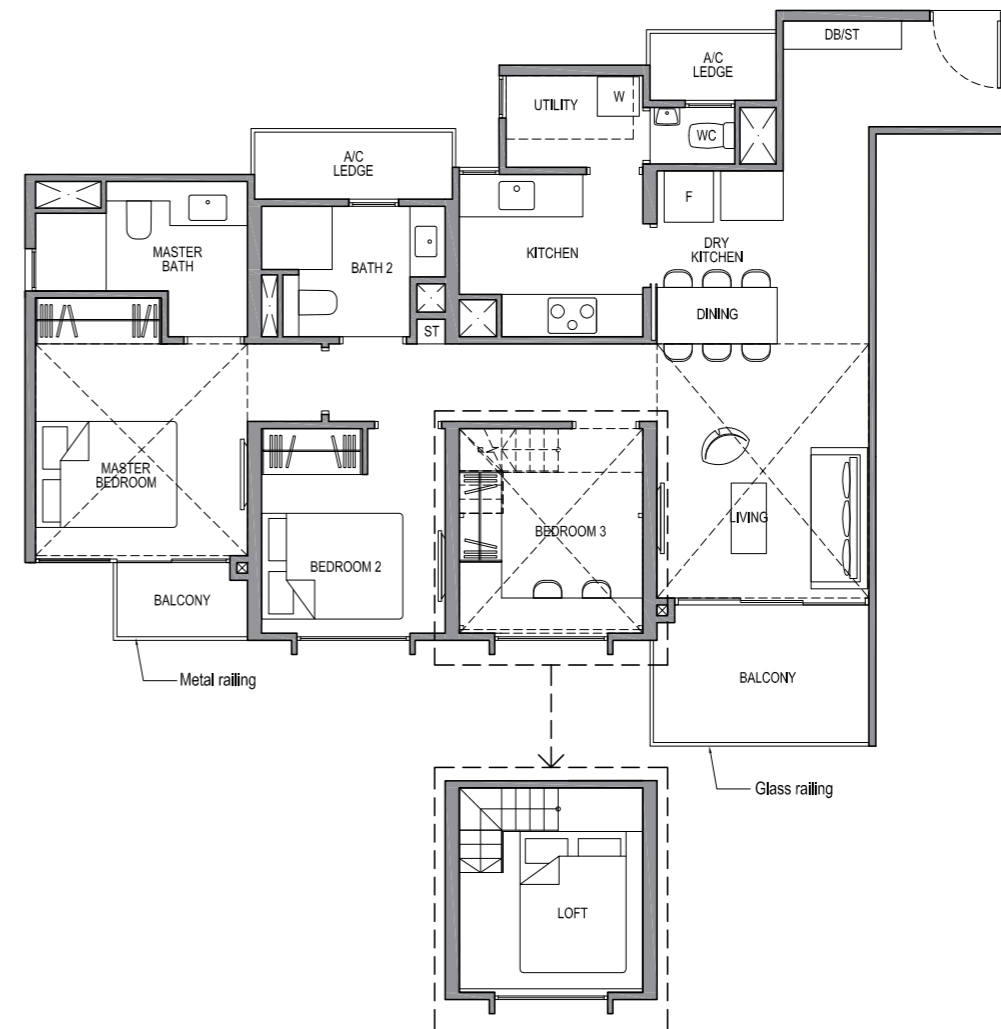 DB/ST
A/C
LEDGE
UTILITY
W
WC
A/C
LEDGE
F
MASTER
BATH
BATH 2
KITCHEN
DRY
KITCHEN
DINING
ST
MASTER
BEDROOM
BEDROOM 2
BEDROOM 3
LIVING
BALCONY
Metal railing
BALCONY
Glass railing
LOFT